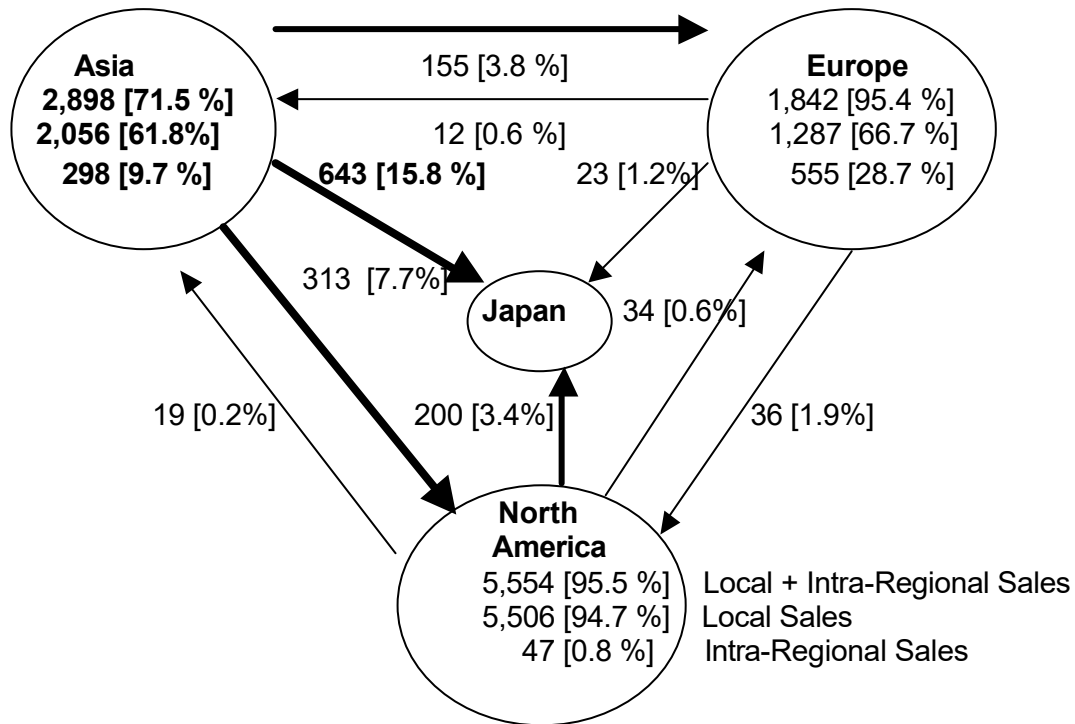 Asia
2,898 [71.5 %]
2,056 [61.8%]
298 [9.7 %]
155 [3.8 %]
12 [0.6 %]
Europe
1,842 [95.4 %]
1,287 [66.7 %]
555 [28.7 %]
643 [15.8 %]
23 [1.2%]
313 [7.7%]
Japan
34 [0.6%]
19 [0.2%]
200 [3.4%]
36 [1.9%]
North
America
5,554 [95.5 %] Local + Intra-Regional Sales
5,506 [94.7 %] Local Sales
47 [0.8 %] Intra-Regional Sales